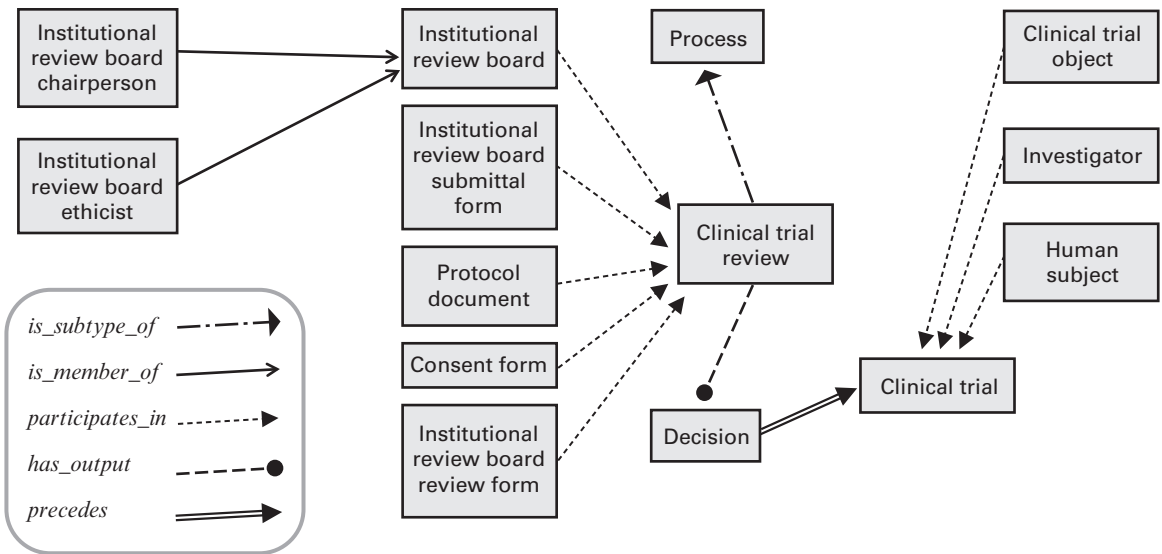 Institutional
review board
chairperson
Institutional
review board
ethicist
Institutional
review board
Institutional
review board
submittal
form
Protocol
document
Consent form
Institutional
review board
review form
Process
Clinical trial
review
Decision
Clinical trial
object
Investigator
Human
subject
Clinical trial
is_subtype_of
is_member_of
participates_in
has_output
precedes